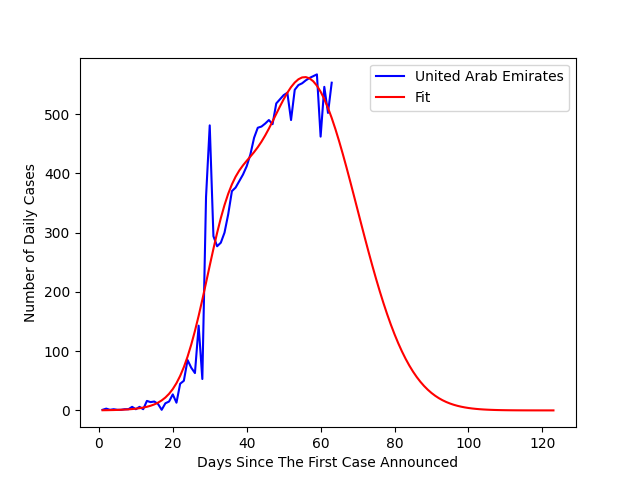 United Arab Emirates
Fit
Number of Daily Cases
500
400
300
200
100
0
0 20 40 60 80 100 120
Days Since The First Case Announced